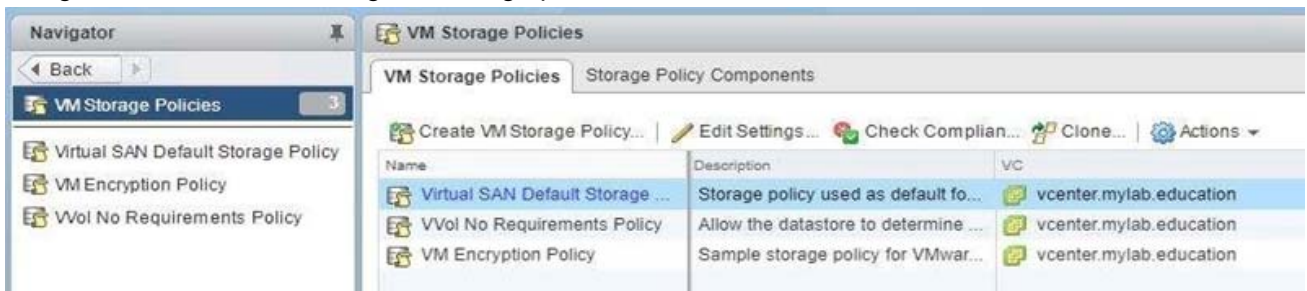 Navigator
VM Storage Policies
Back
VM Storage Policies Storage Policy Components
VM Storage Policies 3
Create VM Storage Policy... Edit Settings... Check Complian... Clone... Actions
Virtual SAN Default Storage Policy
VM Encryption Policy
VVol No Requirements Policy
Name Description VC
Virtual SAN Default Storage ... Storage policy used as default fo... vcenter.mylab.education
VVol No Requirements Policy Allow the datastore to determine ... vcenter.mylab.education
VM Encryption Policy Sample storage policy for VMwar... vcenter.mylab.education